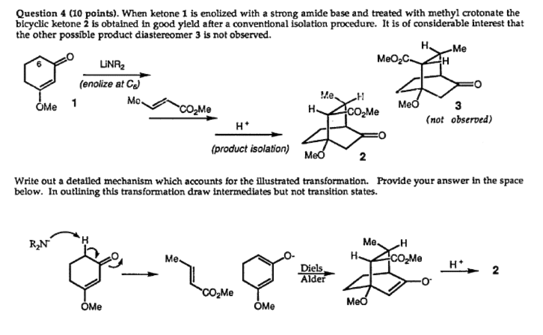 Question 4 (10 points). When ketone 1 is enolized with a strong amide base and treated with methyl crotonate the
bicyclic ketone 2 is obtained in good yield after a conventional isolation procedure. It is of considerable interest that
the other possible product diastereomer 3 is not observed.
6
O
OMe
1
LiNR2
(enolize at C6)
Me
CO2Me
H+
(product isolation)
Me
H
H
CO2Me
O
MeO
2
H
Me
MeO2C
H
O
MeO
3
(not observed)
Write out a detailed mechanism which accounts for the illustrated transformation. Provide your answer in the space
below. In outlining this transformation draw intermediates but not transition states.
R2N-
H
O
OMe
Me
CO2Me
O-
OMe
Diels
Alder
Me
H
H
CO2Me
O-
MeO
H+
2